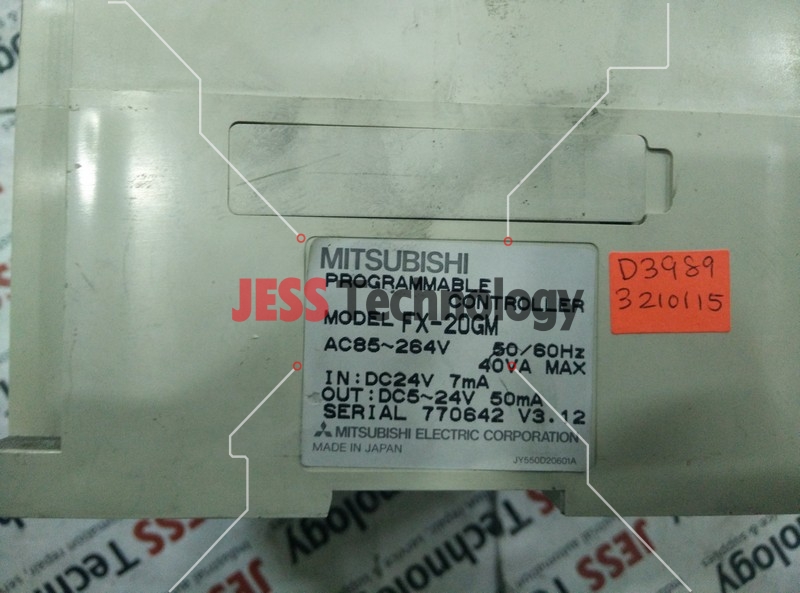 MITSUBISHI
PROGRAMMABLE
CONTROLLER
MODEL FX-20GM
AC85~264V 50/60Hz
40VA MAX
IN:DC24V 7mA
OUT:DC5~24V 50mA
SERIAL 770642 V3.12
MITSUBISHI ELECTRIC CORPORATION
MADE IN JAPAN
JY550D20601A
D3989
3210115
JESS Technology